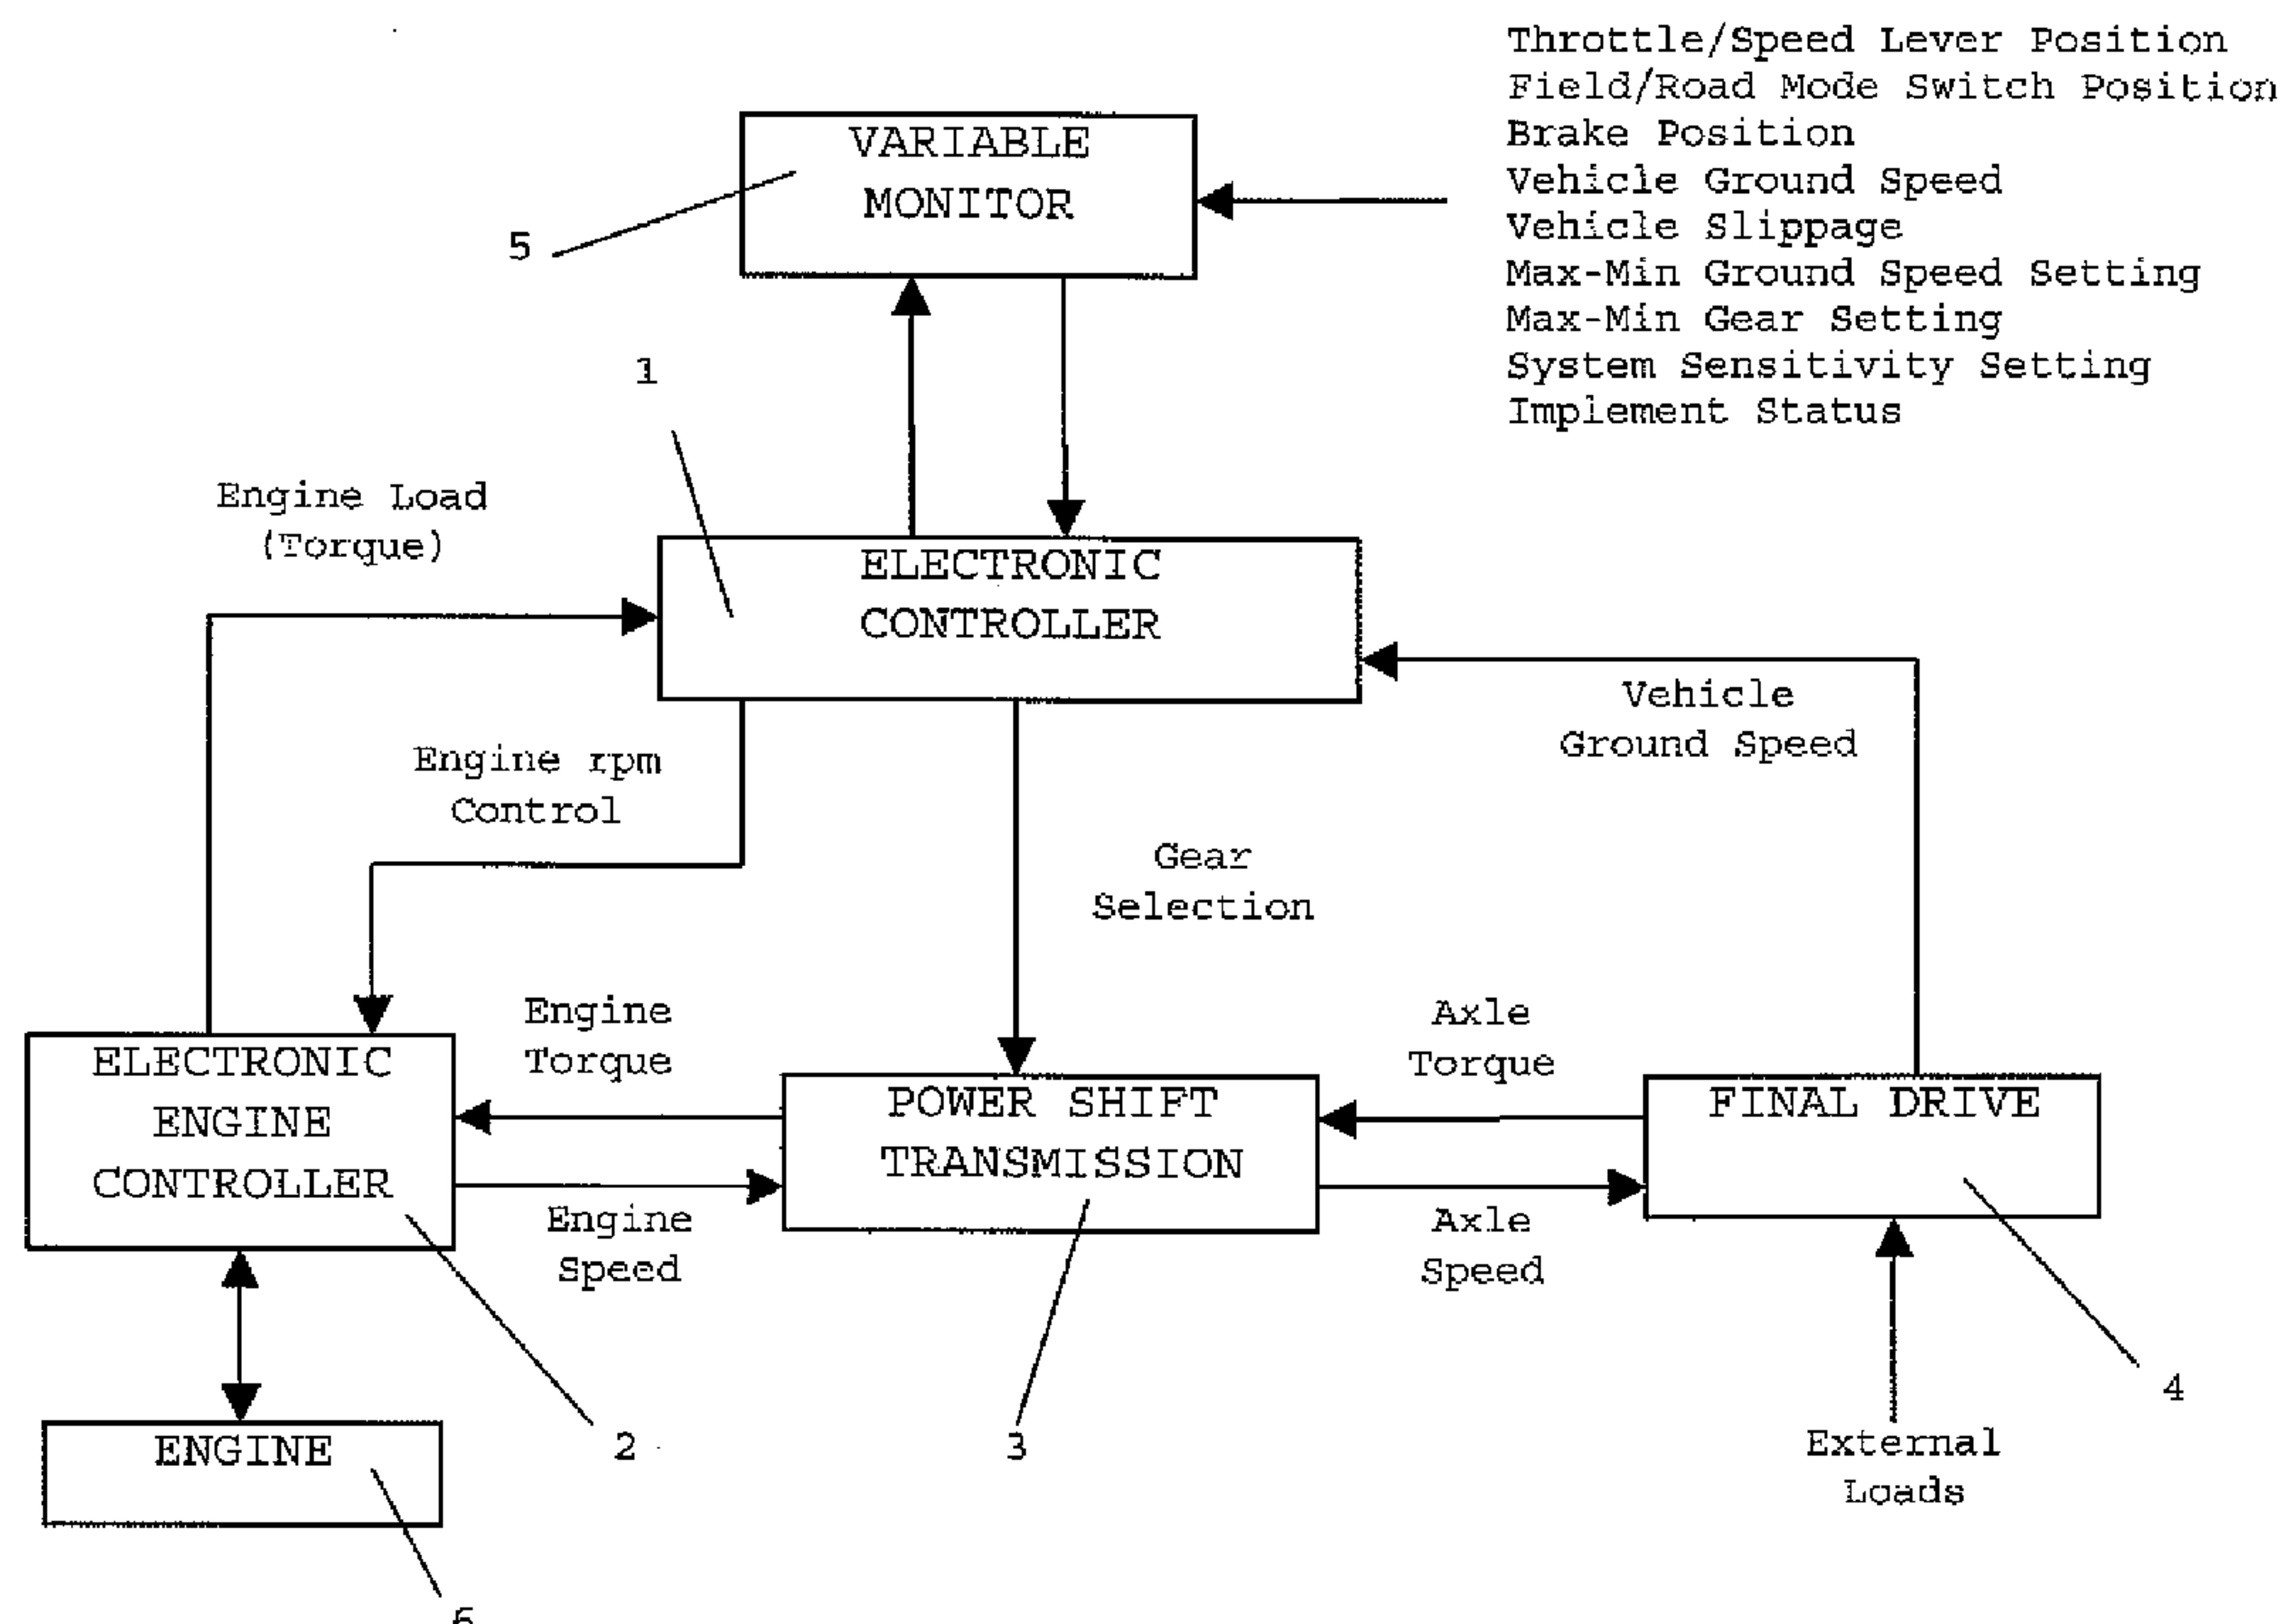 Throttle/Speed Lever Position
Field/Road Mode Switch Position
Brake Position
Vehicle Ground Speed
Vehicle Slippage
Max-Min Ground Speed Setting
Max-Min Gear Setting
System Sensitivity Setting
Implement Status
VARIABLE
MONITOR
5
1
Engine Load
(Torque)
ELECTRONIC
CONTROLLER
Vehicle
Ground Speed
Engine rpm
Control
Gear
Selection
Engine
Torque
Axle
Torque
ELECTRONIC
ENGINE
CONTROLLER
POWER SHIFT
TRANSMISSION
FINAL DRIVE
Engine
Speed
Axle
Speed
4
External
Loads
ENGINE
2
3
6